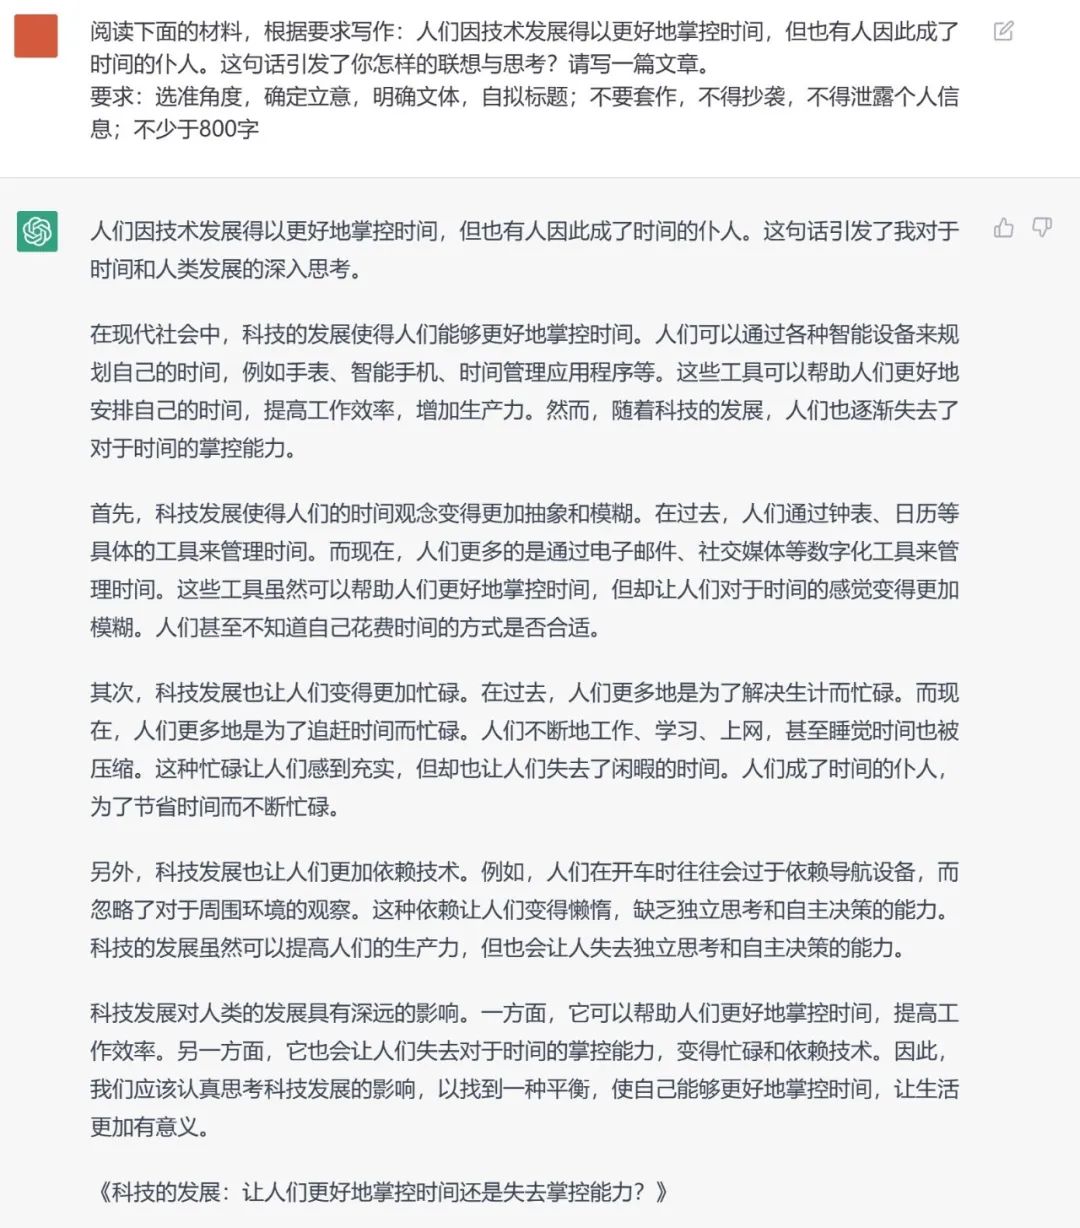 阅读下面的材料，根据要求写作：人们因技术发展得以更好地掌控时间，但也有人因此成了
时间的仆人。这句话引发了你怎样的联想与思考？请写一篇文章。
要求：选准角度，确定立意，明确文体，自拟标题；不要套作，不得抄袭，不得泄露个人信
息；不少于800字
人们因技术发展得以更好地掌控时间，但也有人因此成了时间的仆人。这句话引发了我对于
时间和人类发展的深入思考。
在现代社会中，科技的发展使得人们能够更好地掌控时间。人们可以通过各种智能设备来规
划自己的时间，例如手表、智能手机、时间管理应用程序等。这些工具可以帮助人们更好地
安排自己的时间，提高工作效率，增加生产力。然而，随着科技的发展，人们也逐渐失去了
对于时间的掌控能力。
首先，科技发展使得人们的时间观念变得更加抽象和模糊。在过去，人们通过钟表、日历等
具体的工具来管理时间。而现在，人们更多的是通过电子邮件、社交媒体等数字化工具来管
理时间。这些工具虽然可以帮助人们更好地掌控时间，但却让人们对于时间的感觉变得更加
模糊。人们甚至不知道自己花费时间的方式是否合适。
其次，科技发展也让人们变得更加忙碌。在过去，人们更多地是为了解决生计而忙碌。而现
在，人们更多地是为了追赶时间而忙碌。人们不断地工作、学习、上网，甚至睡觉时间也被
压缩。这种忙碌让人们感到充实，但却也让人们失去了闲暇的时间。人们成了时间的仆人，
为了节省时间而不断忙碌。
另外，科技发展也让人们更加依赖技术。例如，人们在开车时往往会过于依赖导航设备，而
忽略了对于周围环境的观察。这种依赖让人们变得懒惰，缺乏独立思考和自主决策的能力。
科技的发展虽然可以提高人们的生产力，但也会让人失去独立思考和自主决策的能力。
科技发展对人类的发展具有深远的影响。一方面，它可以帮助人们更好地掌控时间，提高工
作效率。另一方面，它也会让人们失去对于时间的掌控能力，变得忙碌和依赖技术。因此，
我们应该认真思考科技发展的影响，以找到一种平衡，使自己能够更好地掌控时间，让生活
更加有意义。
《科技的发展：让人们更好地掌控时间还是失去掌控能力？》